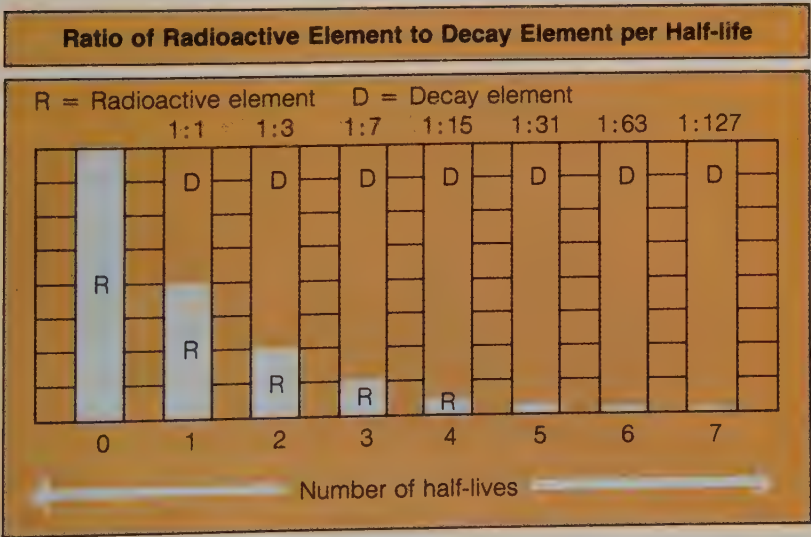 Ratio of Radioactive Element to Decay Element per Half-life
R = Radioactive element D = Decay element
1:1 1:3 1:7 1:15 1:31 1:63 1:127
D D D D D D D
R
R
R
R
R
0 1 2 3 4 5 6 7
Number of half-lives